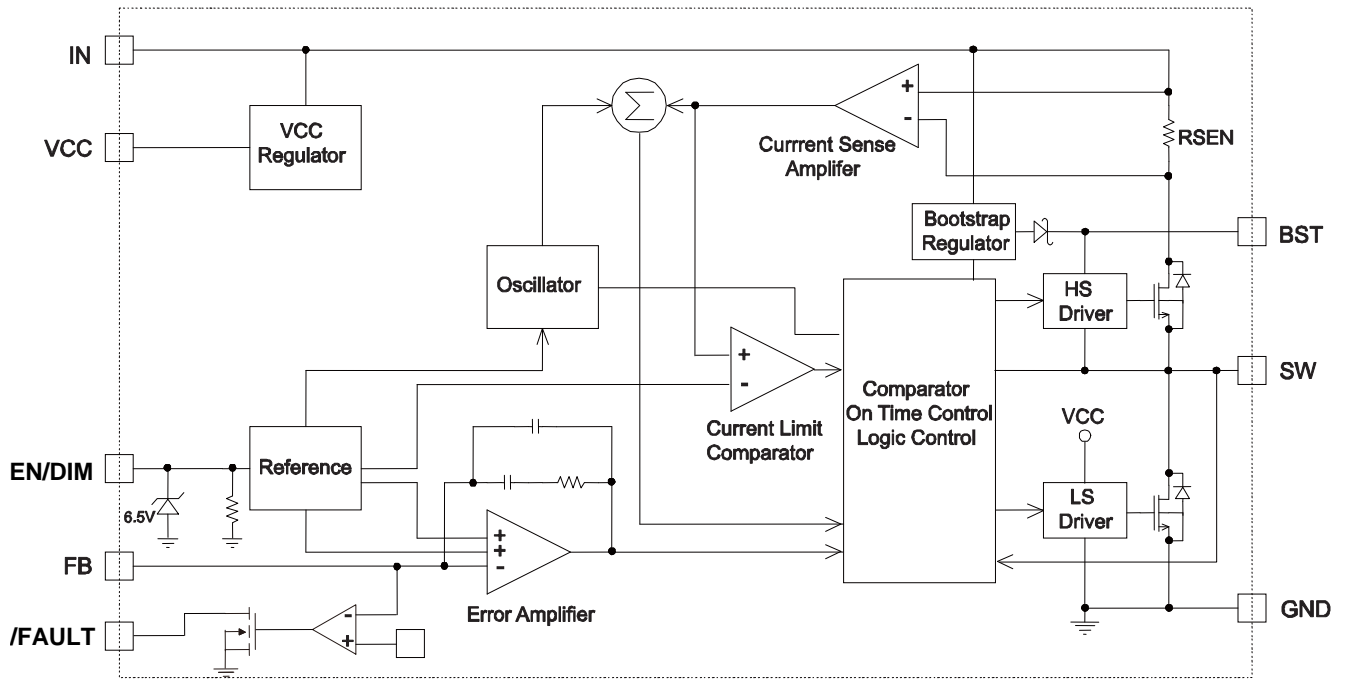 IN
VCC
VCC
Regulator
Σ
+
-
Currrent Sense
Amplifer
RSEN
Bootstrap
Regulator
BST
Oscillator
HS
Driver
+
-
Current Limit
Comparator
Comparator
On Time Control
Logic Control
SW
VCC
EN/DIM
6.5V
Reference
LS
Driver
FB
+
+
-
Error Amplifier
/FAULT
-
+
GND